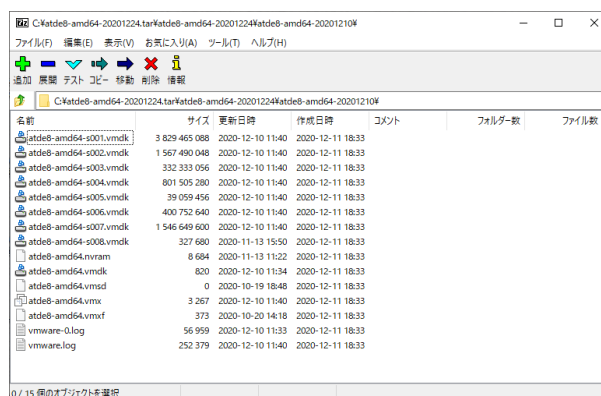 C:¥atde8-amd64-20201224.tar¥atde8-amd64-20201224¥atde8-amd64-20201210¥
ファイル(F) 編集(E) 表示(V) お気に入り(A) ツール(T) ヘルプ(H)
追加 展開 テスト コピー 移動 削除 情報
C:¥atde8-amd64-20201224.tar¥atde8-amd64-20201224¥atde8-amd64-20201210¥
名前 サイズ 更新日時 作成日時 コメント フォルダー数 ファイル数
atde8-amd64-s001.vmdk 3 829 465 088 2020-12-10 11:40 2020-12-11 18:33
atde8-amd64-s002.vmdk 1 567 490 048 2020-12-10 11:40 2020-12-11 18:33
atde8-amd64-s003.vmdk 332 333 056 2020-12-10 11:40 2020-12-11 18:33
atde8-amd64-s004.vmdk 801 505 280 2020-12-10 11:40 2020-12-11 18:33
atde8-amd64-s005.vmdk 39 059 456 2020-12-10 11:40 2020-12-11 18:33
atde8-amd64-s006.vmdk 400 752 640 2020-12-10 11:40 2020-12-11 18:33
atde8-amd64-s007.vmdk 1 546 649 600 2020-12-10 11:40 2020-12-11 18:33
atde8-amd64-s008.vmdk 327 680 2020-11-13 15:50 2020-12-11 18:33
atde8-amd64.nvram 8 684 2020-11-13 11:22 2020-12-11 18:33
atde8-amd64.vmdk 820 2020-12-10 11:34 2020-12-11 18:33
atde8-amd64.vmsd 0 2020-10-19 18:48 2020-12-11 18:33
atde8-amd64.vmx 3 267 2020-12-10 11:40 2020-12-11 18:33
atde8-amd64.vmxf 373 2020-10-20 14:18 2020-12-11 18:33
vmware-0.log 56 959 2020-12-10 11:33 2020-12-11 18:33
vmware.log 252 379 2020-12-10 11:40 2020-12-11 18:33
0 / 15 個のオブジェクトを選択